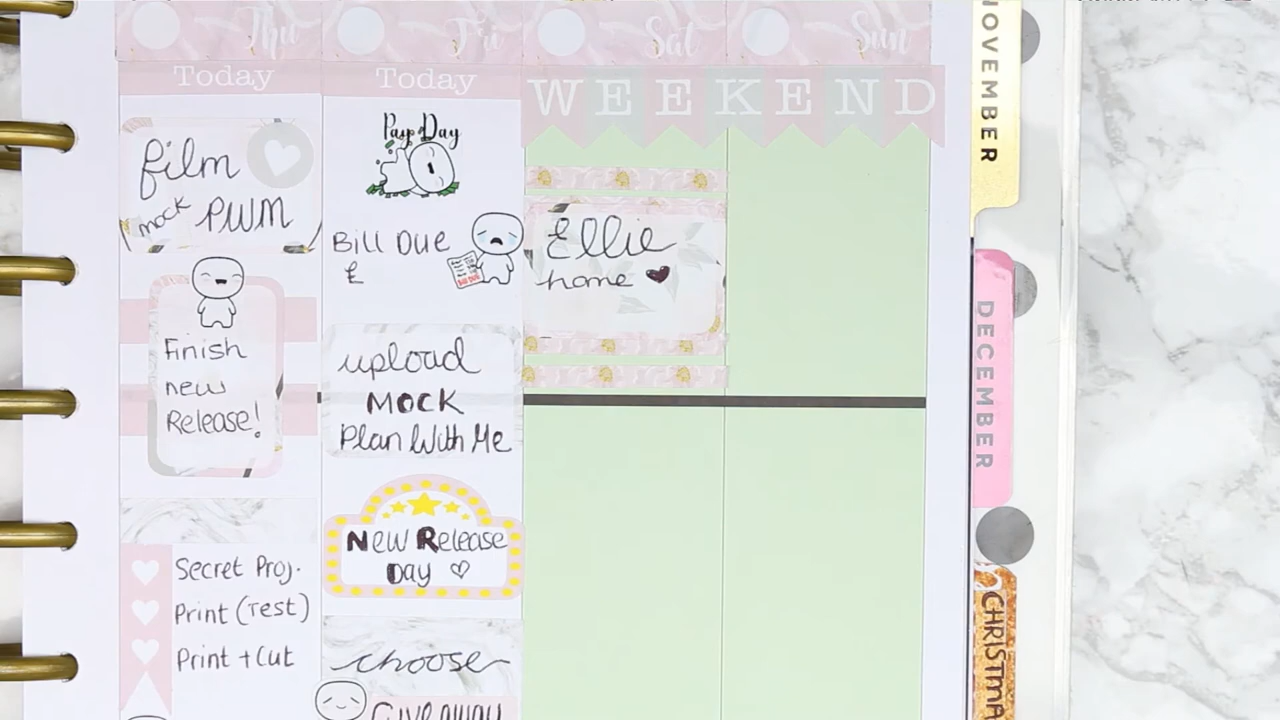 Thu
Fri
Sat
Sun
Today
Today
WEEKEND
film
mock PWM
Finish
new
Release!
Secret Proj.
Print (Test)
Print + Cut
Pay Day
Bill Due
£
upload
MOCK
Plan With Me
New Release
Day
choose
Giveaway
Ellie
home
NOVEMBER
DECEMBER
CHRISTMA